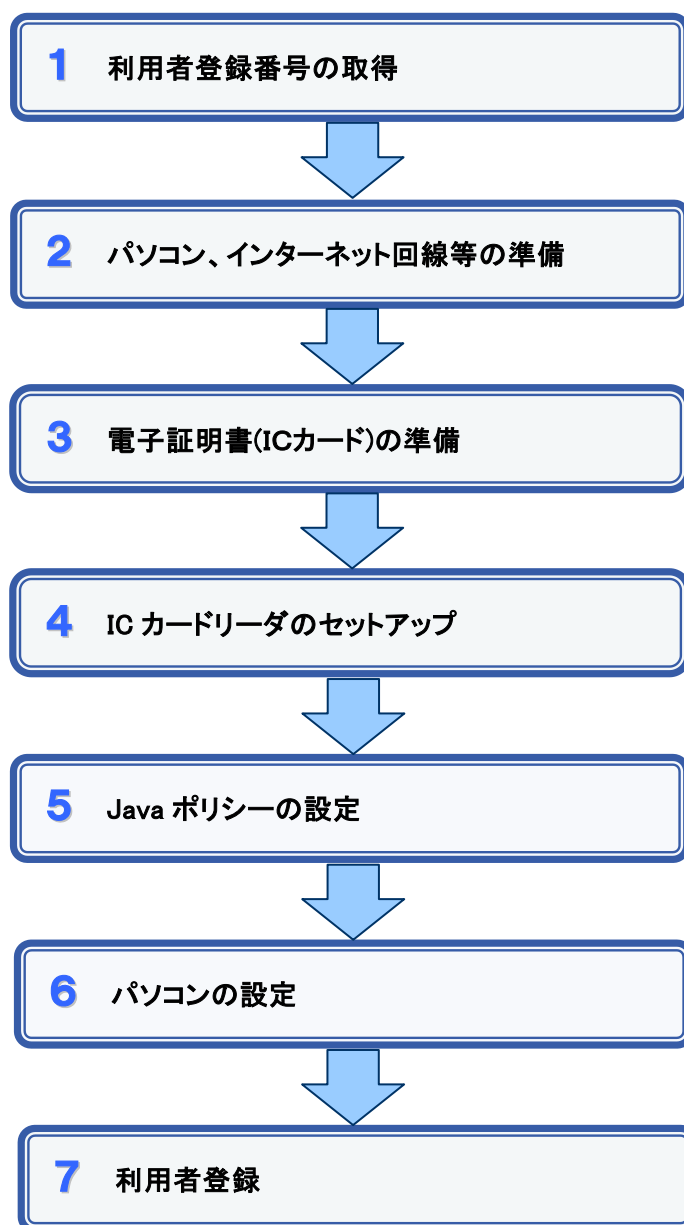 1 利用者登録番号の取得
2 パソコン、インターネット回線等の準備
3 電子証明書(ICカード)の準備
4 IC カードリーダのセットアップ
5 Java ポリシーの設定
6 パソコンの設定
7 利用者登録